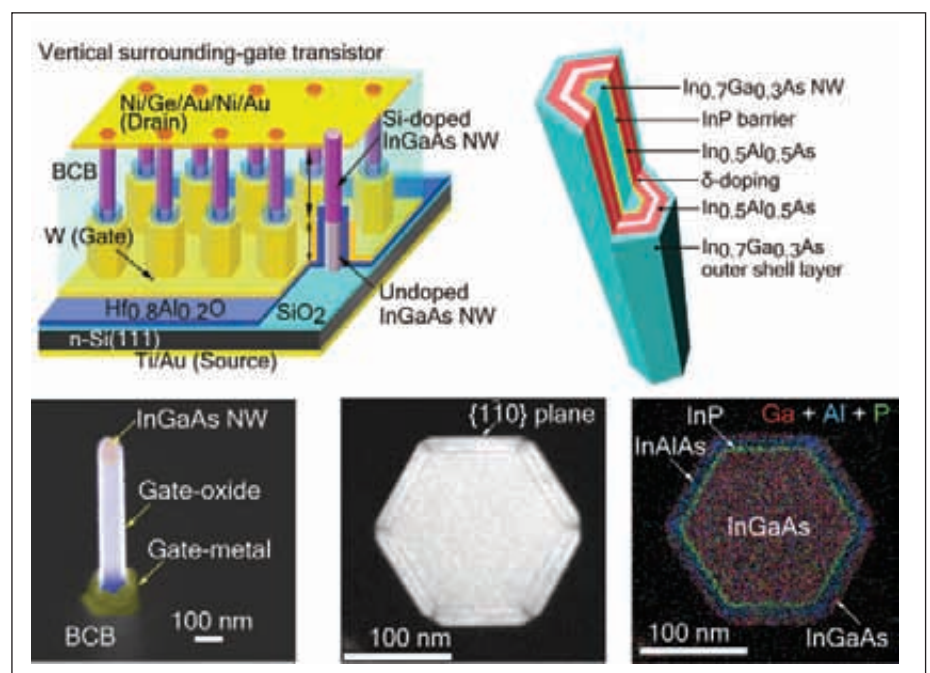 Vertical surrounding-gate transistor
Ni/Ge/Au/Ni/Au
(Drain)
Si-doped
InGaAs NW
BCB
W (Gate)
Hf0.8Al0.2O
SiO2
Undoped
InGaAs NW
n-Si(111)
Ti/Au (Source)
In0.7Ga0.3As NW
InP barrier
In0.5Al0.5As
δ-doping
In0.5Al0.5As
In0.7Ga0.3As
outer shell layer
InGaAs NW
Gate-oxide
Gate-metal
100 nm
BCB
{1̄10} plane
100 nm
InP
Ga + Al + P
InAlAs
InGaAs
100 nm
InGaAs